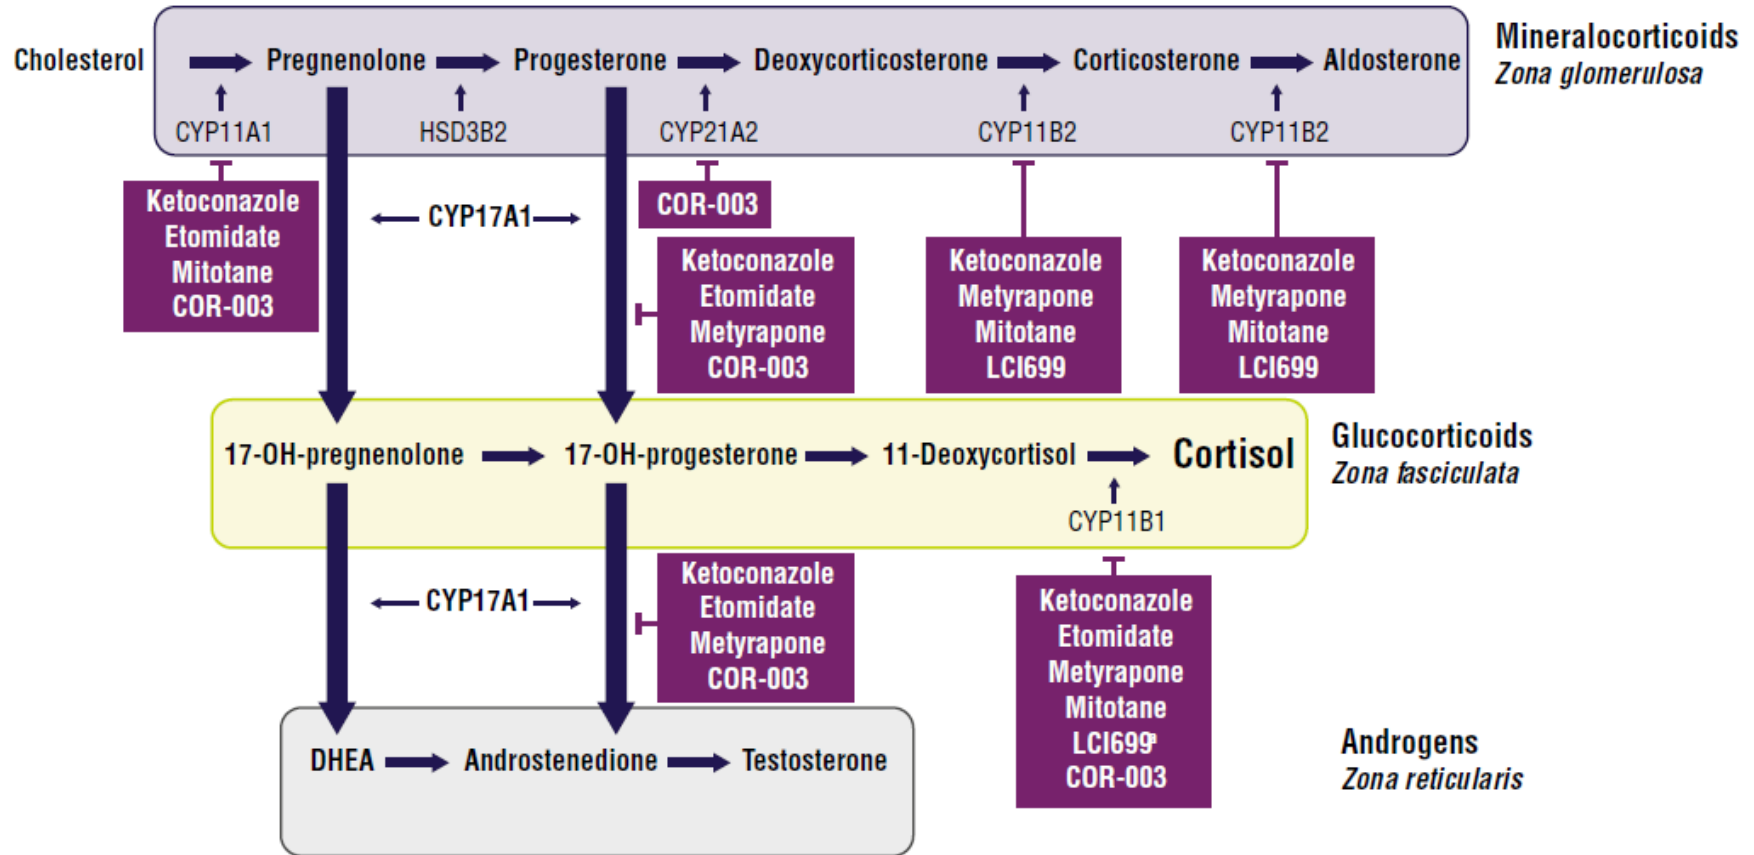 Cholesterol
Pregnenolone
Progesterone
Deoxycorticosterone
Corticosterone
Aldosterone
Mineralocorticoids
Zona glomerulosa
CYP11A1
HSD3B2
CYP21A2
CYP11B2
CYP11B2
Ketoconazole
Etomidate
Mitotane
COR-003
CYP17A1
COR-003
Ketoconazole
Etomidate
Metyrapone
COR-003
Ketoconazole
Metyrapone
Mitotane
LCI699
Ketoconazole
Metyrapone
Mitotane
LCI699
17-OH-pregnenolone
17-OH-progesterone
11-Deoxycortisol
Cortisol
Glucocorticoids
Zona fasciculata
CYP11B1
CYP17A1
Ketoconazole
Etomidate
Metyrapone
COR-003
Ketoconazole
Etomidate
Metyrapone
Mitotane
LCI699a
COR-003
DHEA
Androstenedione
Testosterone
Androgens
Zona reticularis